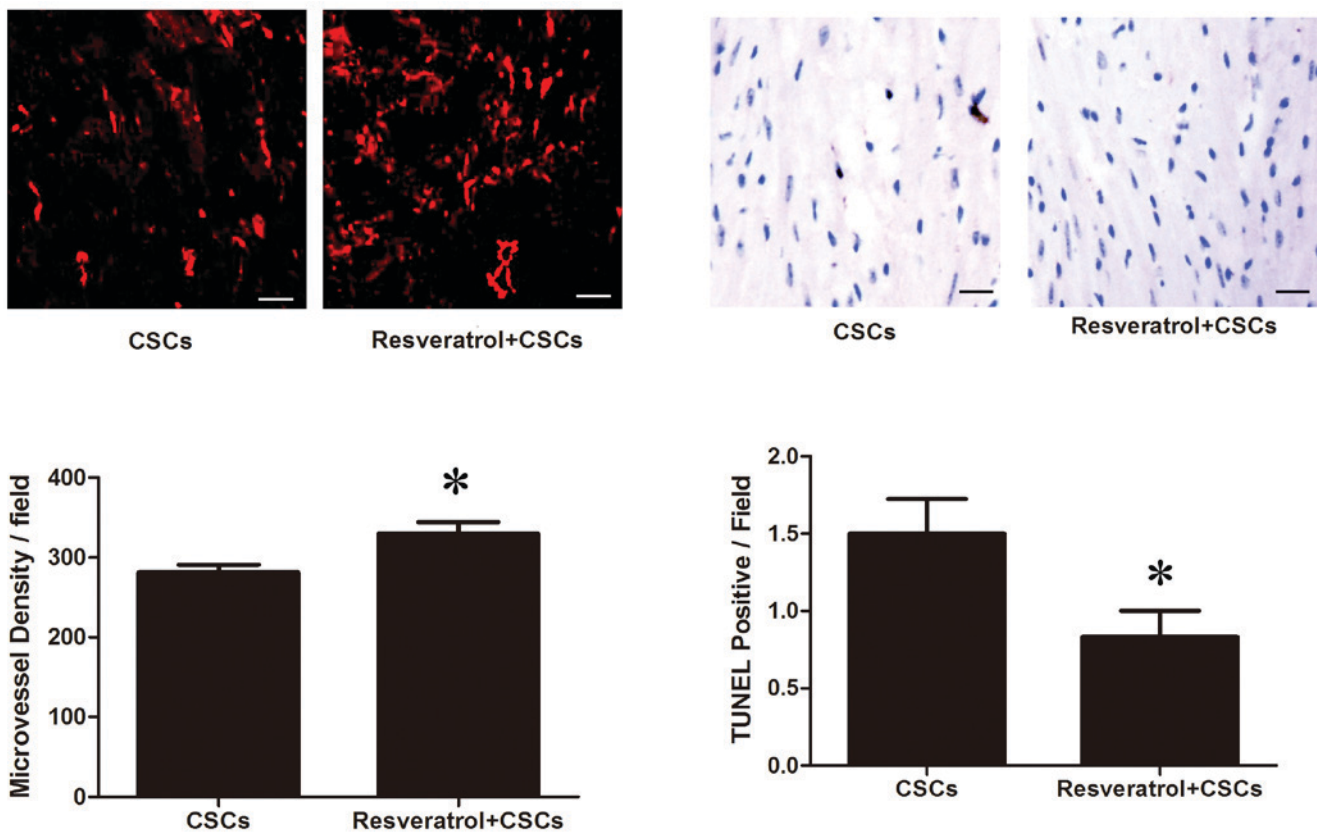 CSCs
Resveratrol+CSCs
CSCs
Resveratrol+CSCs
Microvessel Density / field
400
300
200
100
0
*
CSCs
Resveratrol+CSCs
TUNEL Positive / Field
2.0
1.5
1.0
0.5
0.0
*
CSCs
Resveratrol+CSCs